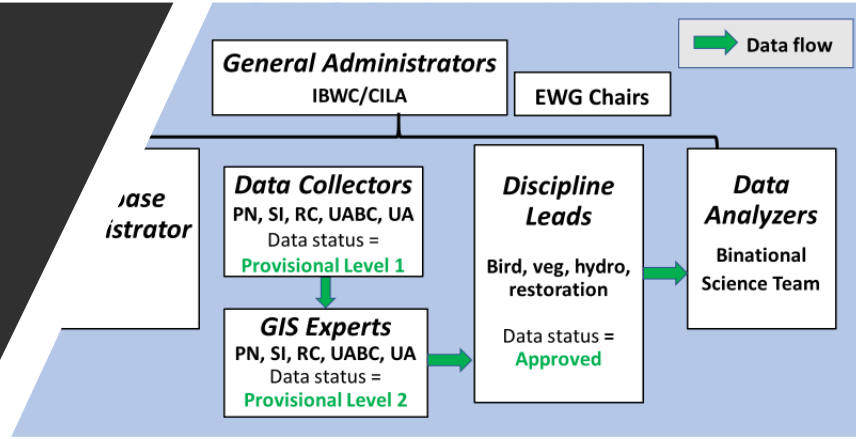 Data flow
General Administrators
IBWC/CILA
EWG Chairs
Data Collectors
PN, SI, RC, UABC, UA
Data status =
Provisional Level 1
GIS Experts
PN, SI, RC, UABC, UA
Data status =
Provisional Level 2
Discipline
Leads
Bird, veg, hydro,
restoration
Data status =
Approved
Data
Analyzers
Binational
Science Team